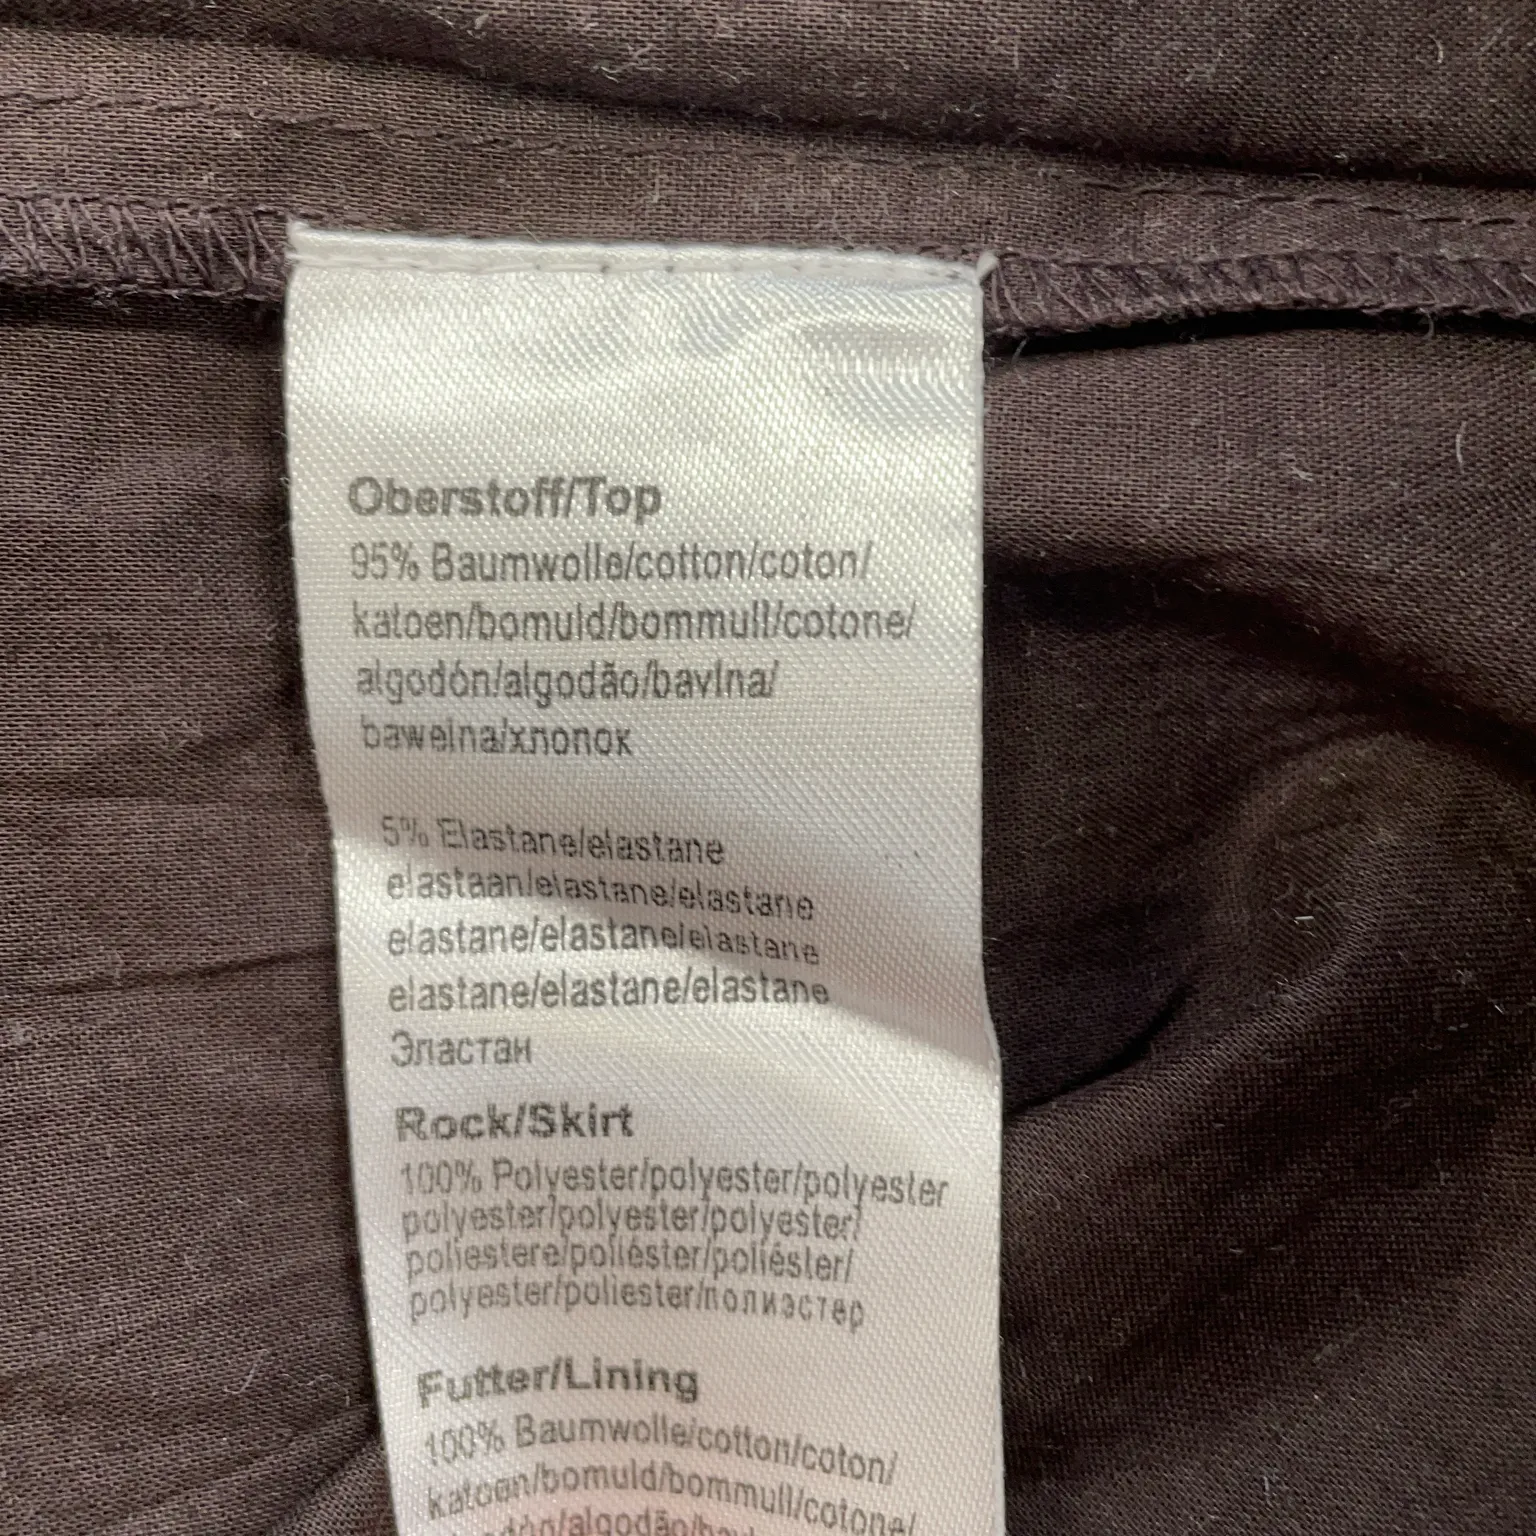 Oberstoff/Top
95% Baumwolle/cotton/coton/
katoen/bomuld/bommull/cotone/
algodón/algodão/bavlna/
bawelna/хлопок
5% Elastane/elastane
elastaan/elastane/elastane
elastane/elastane/elastane
elastane/elastane/elastane
Эластан
Rock/Skirt
100% Polyester/polyester/polyester
polyester/polyester/polyester/
poliestere/poliéster/poliéster/
polyester/poliester/полиэстер
Futter/Lining
100% Baumwolle/cotton/coton/
katoen/bomuld/bommull/cotone/